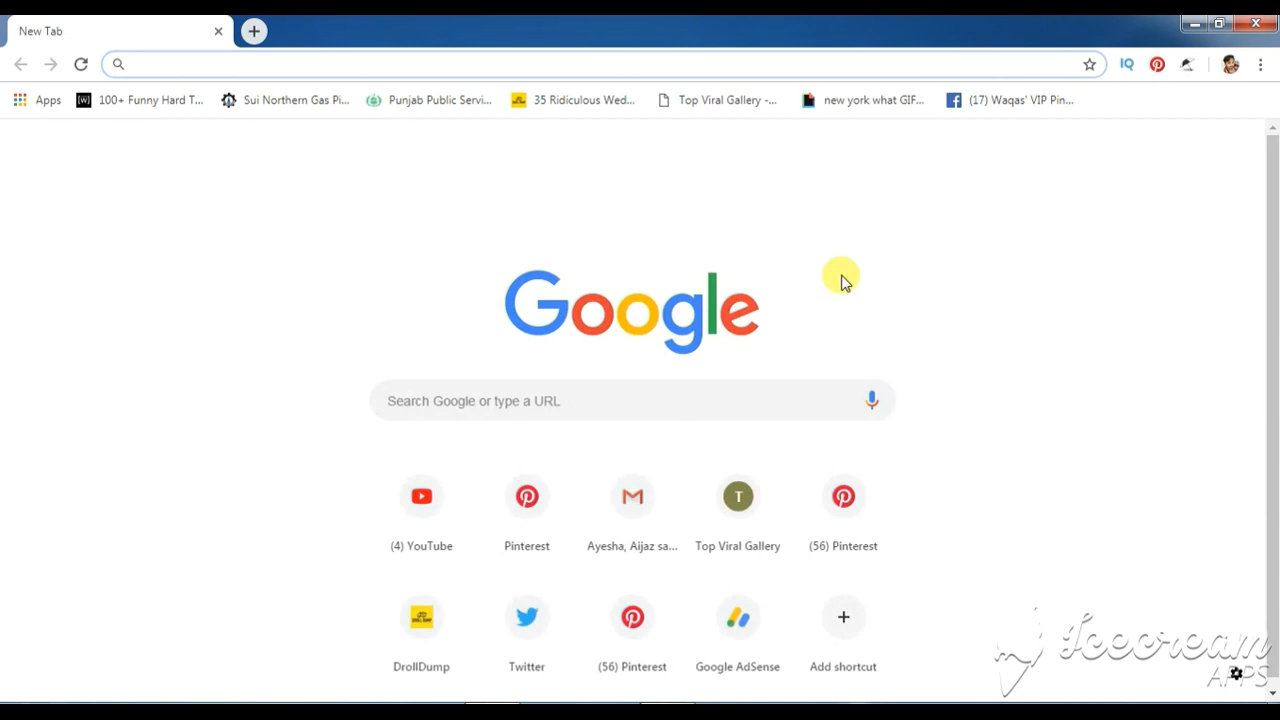 New Tab
Apps
100+ Funny Hard T...
Sui Northern Gas Pi...
Punjab Public Servi...
35 Ridiculous Wed...
Top Viral Gallery -...
new york what GIF...
(17) Waqas' VIP Pin...
IQ
Google
Search Google or type a URL
T
(4) YouTube
Pinterest
Ayesha, Aijaz sa...
Top Viral Gallery
(56) Pinterest
DrollDump
Twitter
(56) Pinterest
Google AdSense
Add shortcut
Icecream
APPS